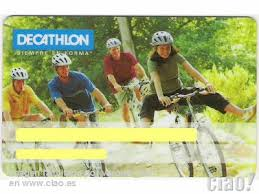 DECATHLON
"SIEMPRE EN FORMA"
en www.ciao.es
ciao!